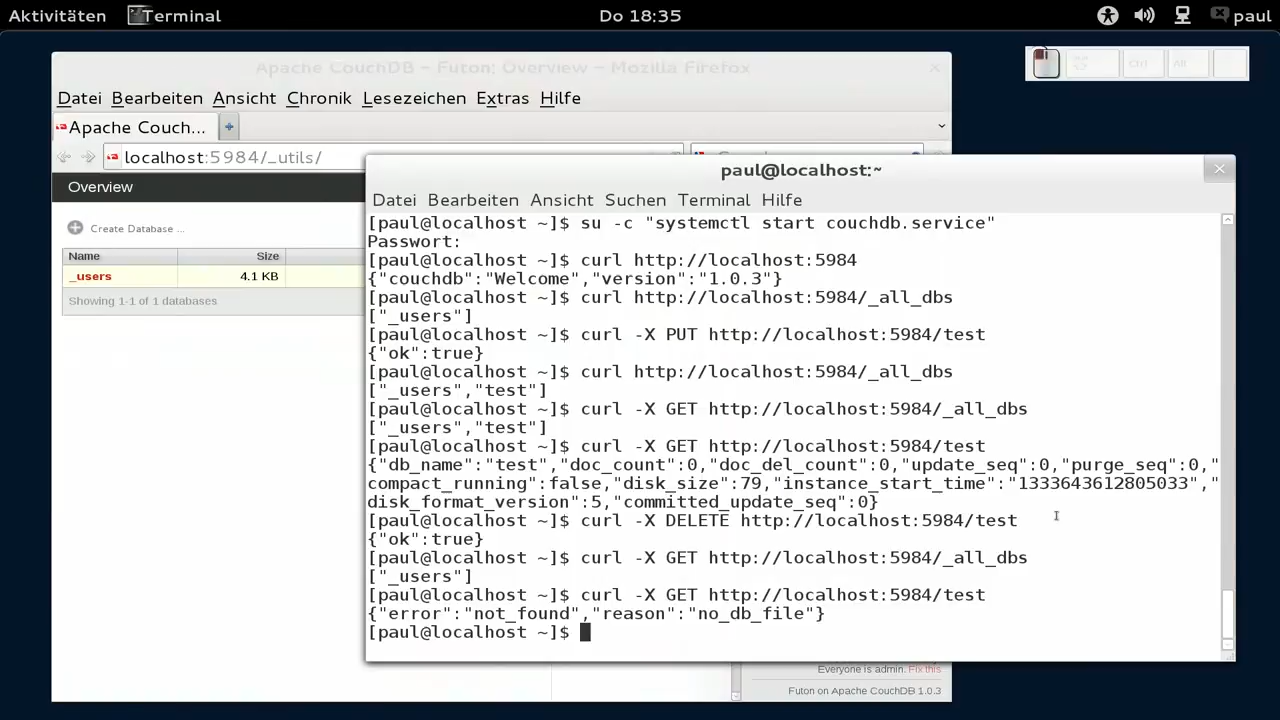 Aktivitäten
Terminal
Do 18:35
paul
Apache CouchDB - Futon: Overview - Mozilla Firefox
Datei Bearbeiten Ansicht Chronik Lesezeichen Extras Hilfe
Apache Couch...
localhost:5984/_utils/
Overview
Create Database ...
Name Size
_users 4.1 KB
Showing 1-1 of 1 databases
Ctrl
Alt
paul@localhost:~
Datei Bearbeiten Ansicht Suchen Terminal Hilfe
[paul@localhost ~]$ su -c "systemctl start couchdb.service"
Passwort:
[paul@localhost ~]$ curl http://localhost:5984
{"couchdb":"Welcome","version":"1.0.3"}
[paul@localhost ~]$ curl http://localhost:5984/_all_dbs
["_users"]
[paul@localhost ~]$ curl -X PUT http://localhost:5984/test
{"ok":true}
[paul@localhost ~]$ curl http://localhost:5984/_all_dbs
["_users","test"]
[paul@localhost ~]$ curl -X GET http://localhost:5984/_all_dbs
["_users","test"]
[paul@localhost ~]$ curl -X GET http://localhost:5984/test
{"db_name":"test","doc_count":0,"doc_del_count":0,"update_seq":0,"purge_seq":0,"
compact_running":false,"disk_size":79,"instance_start_time":"1333643612805033","
disk_format_version":5,"committed_update_seq":0}
[paul@localhost ~]$ curl -X DELETE http://localhost:5984/test
{"ok":true}
[paul@localhost ~]$ curl -X GET http://localhost:5984/_all_dbs
["_users"]
[paul@localhost ~]$ curl -X GET http://localhost:5984/test
{"error":"not_found","reason":"no_db_file"}
[paul@localhost ~]$
Everyone is admin. Fix this
Futon on Apache CouchDB 1.0.3